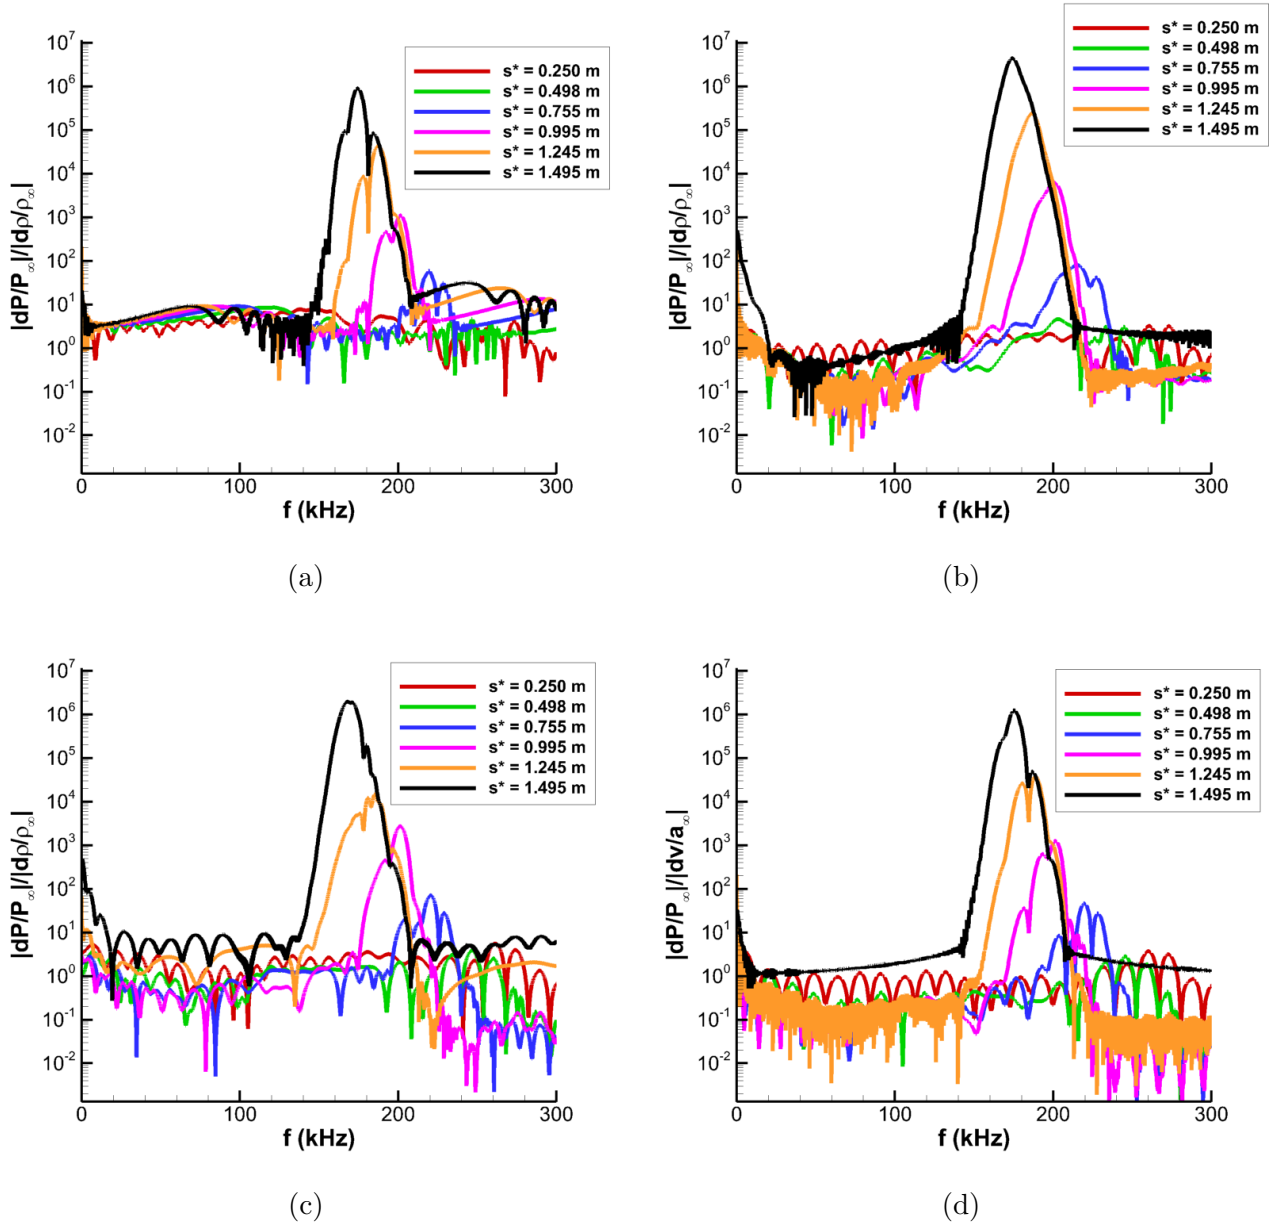 s* = 0.250 m
s* = 0.498 m
s* = 0.755 m
s* = 0.995 m
s* = 1.245 m
s* = 1.495 m
|dP/P∞|/|dρ/ρ∞|
10⁷
10⁶
10⁵
10⁴
10³
10²
10¹
10⁰
10⁻¹
10⁻²
0 100 200 300
f (kHz)
(a)
s* = 0.250 m
s* = 0.498 m
s* = 0.755 m
s* = 0.995 m
s* = 1.245 m
s* = 1.495 m
|dP/P∞|/|dρ/ρ∞|
10⁷
10⁶
10⁵
10⁴
10³
10²
10¹
10⁰
10⁻¹
10⁻²
0 100 200 300
f (kHz)
(b)
s* = 0.250 m
s* = 0.498 m
s* = 0.755 m
s* = 0.995 m
s* = 1.245 m
s* = 1.495 m
|dP/P∞|/|dρ/ρ∞|
10⁷
10⁶
10⁵
10⁴
10³
10²
10¹
10⁰
10⁻¹
10⁻²
0 100 200 300
f (kHz)
(c)
s* = 0.250 m
s* = 0.498 m
s* = 0.755 m
s* = 0.995 m
s* = 1.245 m
s* = 1.495 m
|dP/P∞|/|dv/a∞|
10⁷
10⁶
10⁵
10⁴
10³
10²
10¹
10⁰
10⁻¹
10⁻²
0 100 200 300
f (kHz)
(d)